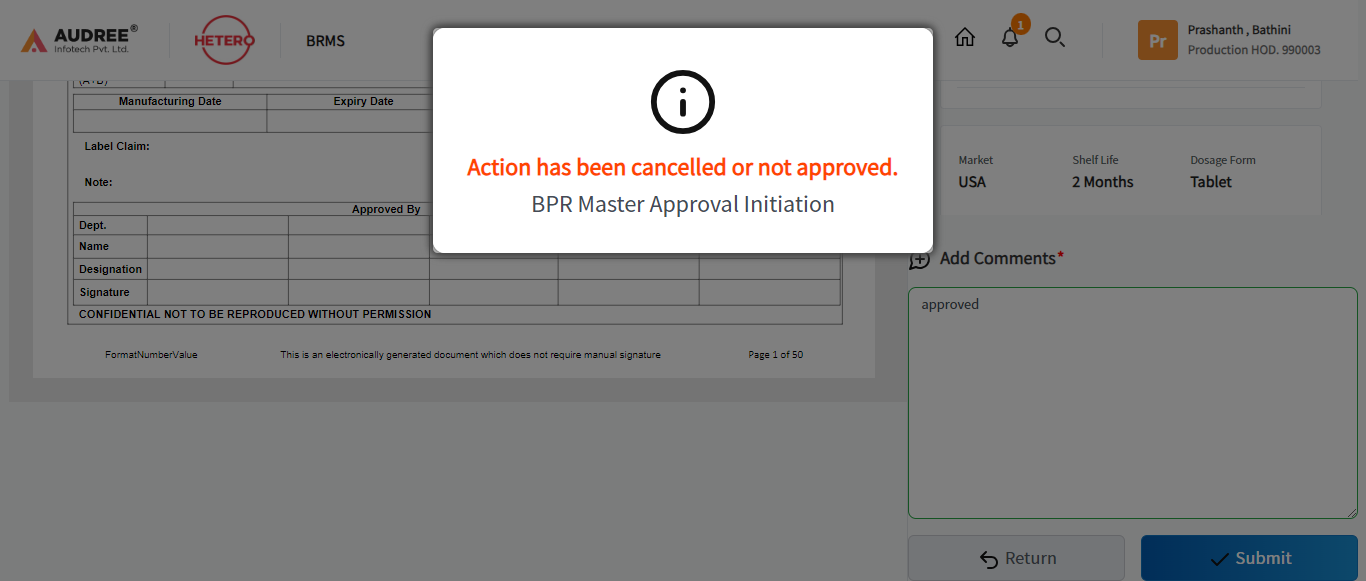 AUDREE®
Infotech Pvt. Ltd.
HETERO
BRMS
1
Pr
Prashanth , Bathini
Production HOD. 990003
Action has been cancelled or not approved.
BPR Master Approval Initiation
(A+B)
Manufacturing Date
Expiry Date
Label Claim:
Note:
Approved By
Dept.
Name
Designation
Signature
CONFIDENTIAL NOT TO BE REPRODUCED WITHOUT PERMISSION
FormatNumberValue
This is an electronically generated document which does not require manual signature
Page 1 of 50
Market
Shelf Life
Dosage Form
USA
2 Months
Tablet
Add Comments*
approved
Return
Submit